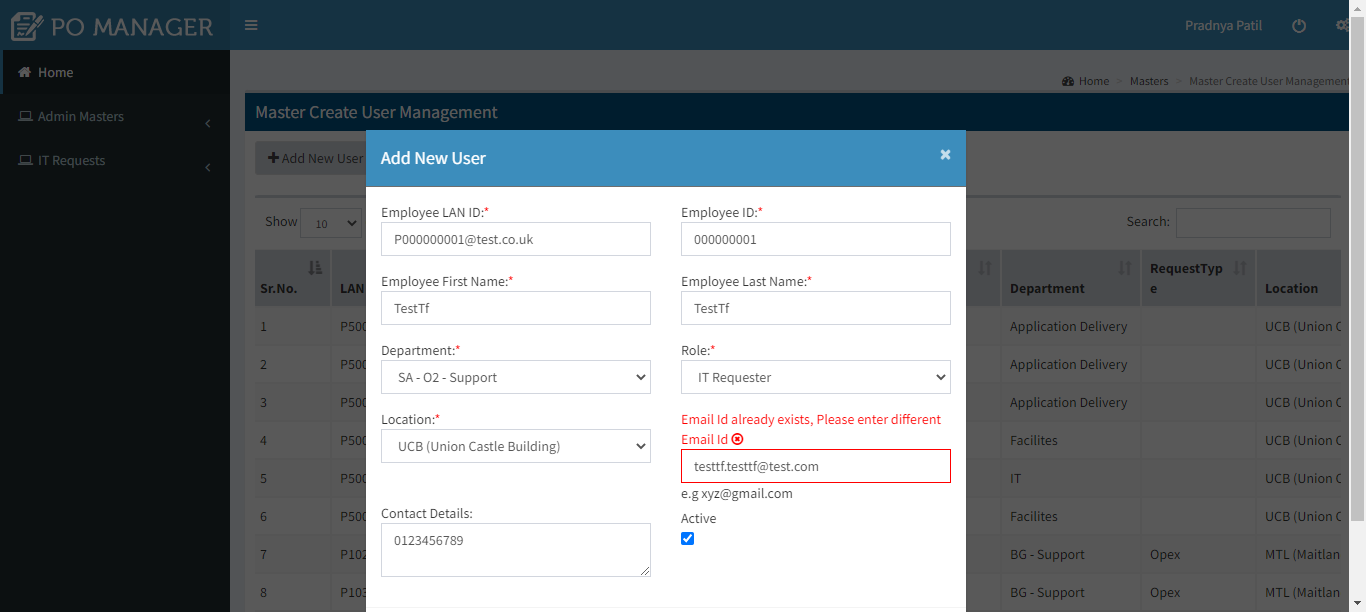 PO MANAGER
Pradnya Patil
Home
Admin Masters
IT Requests
Home > Masters > Master Create User Management
Master Create User Management
Add New User
Show 10
Search:
Sr.No. LAN Department RequestType Location
1 P500 Application Delivery UCB (Union C
2 P500 Application Delivery UCB (Union C
3 P500 Application Delivery UCB (Union C
4 P500 Facilites UCB (Union C
5 P500 IT UCB (Union C
6 P500 Facilites UCB (Union C
7 P102 BG - Support Opex MTL (Maitlan
8 P103 BG - Support Opex MTL (Maitlan
Add New User ×
Employee LAN ID:* Employee ID:*
P000000001@test.co.uk 000000001
Employee First Name:* Employee Last Name:*
TestTf TestTf
Department:* Role:*
SA - O2 - Support IT Requester
Location:*
UCB (Union Castle Building)
Email Id already exists, Please enter different
Email Id
testtf.testtf@test.com
e.g xyz@gmail.com
Contact Details:
0123456789
Active